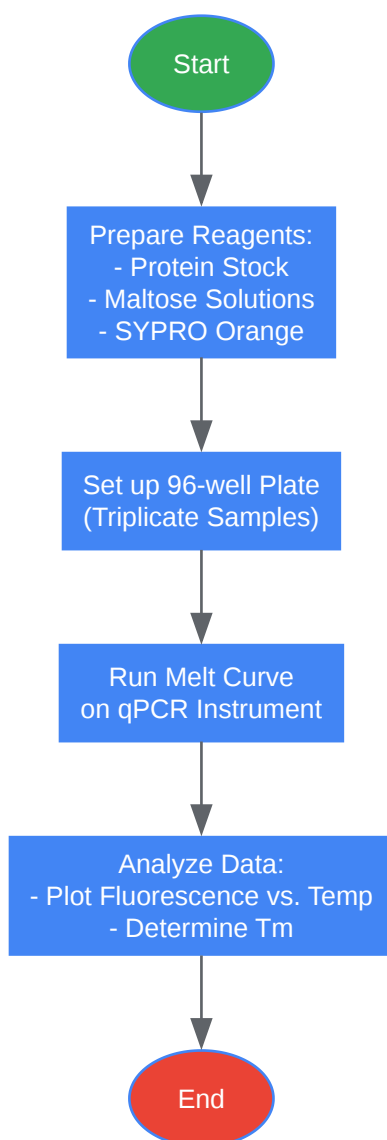 Start
Prepare Reagents:
- Protein Stock
- Maltose Solutions
- SYPRO Orange
Set up 96-well Plate
(Triplicate Samples)
Run Melt Curve
on qPCR Instrument
Analyze Data:
- Plot Fluorescence vs. Temp
- Determine Tm
End